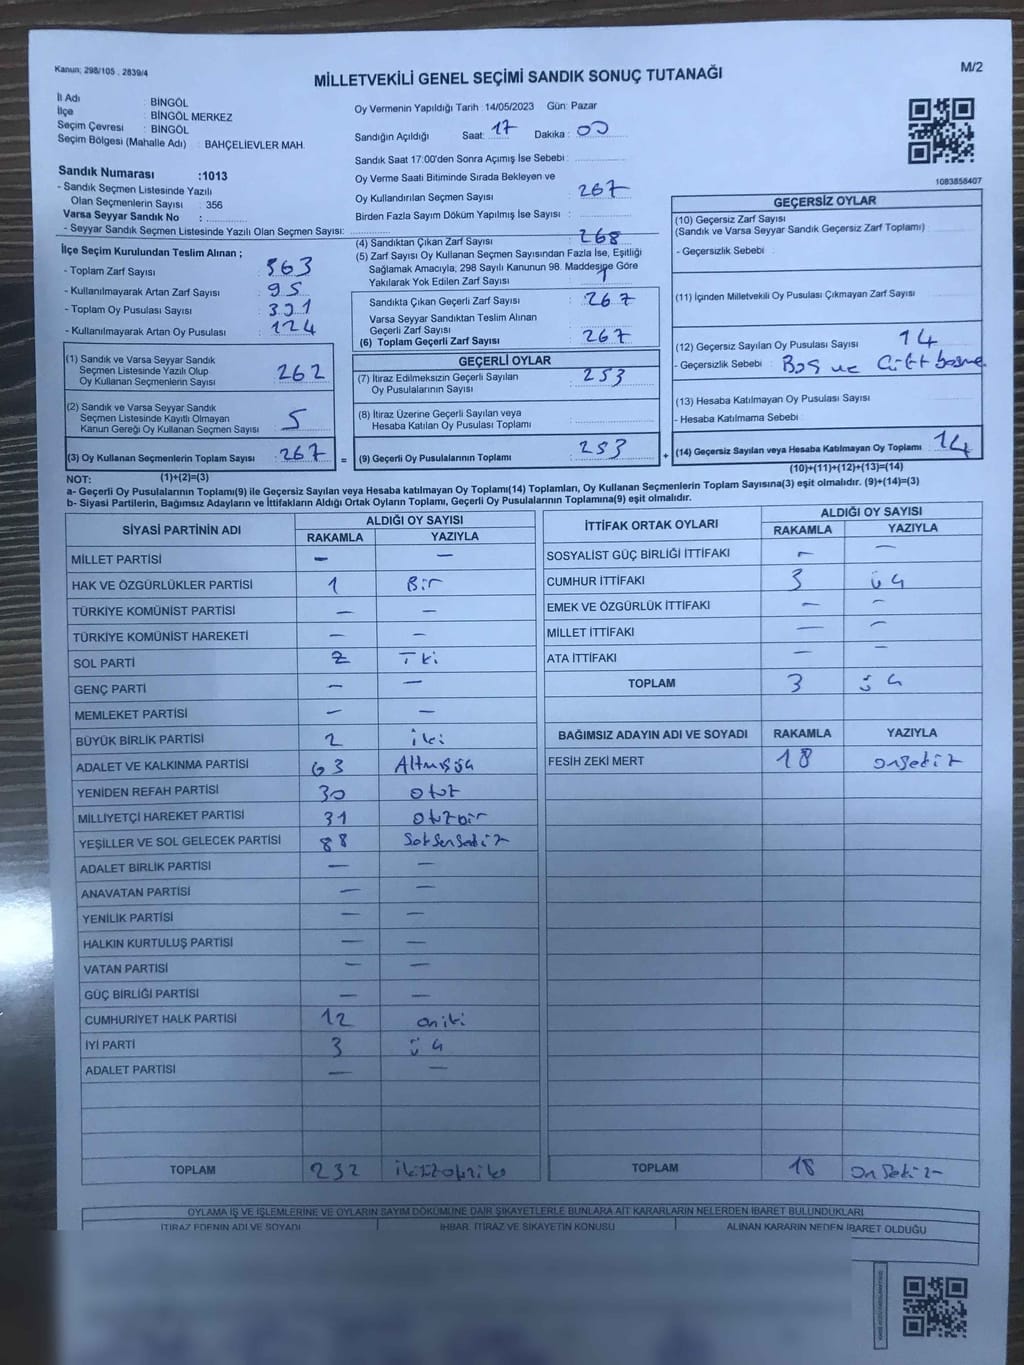 Kanun; 298/105 . 2839/4
M/2
MİLLETVEKİLİ GENEL SEÇİMİ SANDIK SONUÇ TUTANAĞI
İl Adı : BİNGÖL
İlçe : BİNGÖL MERKEZ
Seçim Çevresi : BİNGÖL
Seçim Bölgesi (Mahalle Adı) : BAHÇELİEVLER MAH.
Oy Vermenin Yapıldığı Tarih :14/05/2023 Gün: Pazar
Sandığın Açıldığı Saat: 17 Dakika : 00
Sandık Saat 17:00'den Sonra Açımış İse Sebebi :
Oy Verme Saati Bitiminde Sırada Bekleyen ve
Oy Kullandırılan Seçmen Sayısı : 267
Birden Fazla Sayım Döküm Yapılmış İse Sayısı :
1083858407
Sandık Numarası :1013
- Sandık Seçmen Listesinde Yazılı
Olan Seçmenlerin Sayısı : 356
Varsa Seyyar Sandık No :
- Seyyar Sandık Seçmen Listesinde Yazılı Olan Seçmen Sayısı:
İlçe Seçim Kurulundan Teslim Alınan ;
- Toplam Zarf Sayısı : 363
- Kullanılmayarak Artan Zarf Sayısı : 95
- Toplam Oy Pusulası Sayısı : 391
- Kullanılmayarak Artan Oy Pusulası : 124
(1) Sandık ve Varsa Seyyar Sandık
Seçmen Listesinde Yazılı Olup
Oy Kullanan Seçmenlerin Sayısı : 262
(2) Sandık ve Varsa Seyyar Sandık
Seçmen Listesinde Kayıtlı Olmayan
Kanun Gereği Oy Kullanan Seçmen Sayısı : 5
(3) Oy Kullanan Seçmenlerin Toplam Sayısı : 267 =
(1)+(2)=(3)
(4) Sandıktan Çıkan Zarf Sayısı : 268
(5) Zarf Sayısı Oy Kullanan Seçmen Sayısından Fazla İse, Eşitliği
Sağlamak Amacıyla; 298 Sayılı Kanunun 98. Maddesine Göre
Yakılarak Yok Edilen Zarf Sayısı : 1
Sandıkta Çıkan Geçerli Zarf Sayısı : 267
Varsa Seyyar Sandıktan Teslim Alınan
Geçerli Zarf Sayısı :
(6) Toplam Geçerli Zarf Sayısı : 267
GEÇERLİ OYLAR
(7) İtiraz Edilmeksizin Geçerli Sayılan
Oy Pusulalarının Sayısı : 253
(8) İtiraz Üzerine Geçerli Sayılan veya
Hesaba Katılan Oy Pusulası Toplamı :
(9) Geçerli Oy Pusulalarının Toplamı : 253 +
GEÇERSİZ OYLAR
(10) Geçersiz Zarf Sayısı
(Sandık ve Varsa Seyyar Sandık Geçersiz Zarf Toplamı)
- Geçersizlik Sebebi :
(11) İçinden Milletvekili Oy Pusulası Çıkmayan Zarf Sayısı
(12) Geçersiz Sayılan Oy Pusulası Sayısı : 14
- Geçersizlik Sebebi : Boş ve Çift basma
(13) Hesaba Katılmayan Oy Pusulası Sayısı :
- Hesaba Katılmama Sebebi :
(14) Geçersiz Sayılan veya Hesaba Katılmayan Oy Toplamı : 14
(10)+(11)+(12)+(13)=(14)
NOT:
a- Geçerli Oy Pusulalarının Toplamı(9) ile Geçersiz Sayılan veya Hesaba katılmayan Oy Toplamı(14) Toplamları, Oy Kullanan Seçmenlerin Toplam Sayısına(3) eşit olmalıdır. (9)+(14)=(3)
b- Siyasi Partilerin, Bağımsız Adayların ve İttifakların Aldığı Ortak Oyların Toplamı, Geçerli Oy Pusulalarının Toplamına(9) eşit olmalıdır.
SİYASİ PARTİNİN ADI
ALDIĞI OY SAYISI
RAKAMLA YAZIYLA
MİLLET PARTİSİ — —
HAK VE ÖZGÜRLÜKLER PARTİSİ 1 Bir
TÜRKİYE KOMÜNİST PARTİSİ — —
TÜRKİYE KOMÜNİST HAREKETİ — —
SOL PARTİ 2 İki
GENÇ PARTİ — —
MEMLEKET PARTİSİ — —
BÜYÜK BİRLİK PARTİSİ 2 iki
ADALET VE KALKINMA PARTİSİ 63 Altmışüç
YENİDEN REFAH PARTİSİ 30 otuz
MİLLİYETÇİ HAREKET PARTİSİ 31 otuzbir
YEŞİLLER VE SOL GELECEK PARTİSİ 88 Seksensekiz
ADALET BİRLİK PARTİSİ — —
ANAVATAN PARTİSİ — —
YENİLİK PARTİSİ — —
HALKIN KURTULUŞ PARTİSİ — —
VATAN PARTİSİ — —
GÜÇ BİRLİĞİ PARTİSİ — —
CUMHURİYET HALK PARTİSİ 12 oniki
İYİ PARTİ 3 üç
ADALET PARTİSİ — —
TOPLAM 232
İTTİFAK ORTAK OYLARI
ALDIĞI OY SAYISI
RAKAMLA YAZIYLA
SOSYALİST GÜÇ BİRLİĞİ İTTİFAKI — —
CUMHUR İTTİFAKI 3 üç
EMEK VE ÖZGÜRLÜK İTTİFAKI — —
MİLLET İTTİFAKI — —
ATA İTTİFAKI — —
TOPLAM 3 üç
BAĞIMSIZ ADAYIN ADI VE SOYADI RAKAMLA YAZIYLA
FESİH ZEKİ MERT 18 onsekiz
TOPLAM 18 onsekiz
OYLAMA İŞ VE İŞLEMLERİNE VE OYLARIN SAYIM DÖKÜMÜNE DAİR ŞİKAYETLERLE BUNLARA AİT KARARLARIN NELERDEN İBARET BULUNDUKLARI
İTİRAZ EDENİN ADI VE SOYADI
İHBAR, İTİRAZ VE ŞİKAYETİN KONUSU
ALINAN KARARIN NEDEN İBARET OLDUĞU